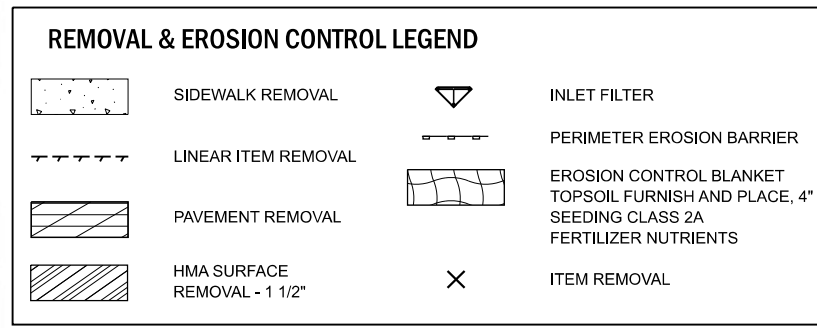 REMOVAL & EROSION CONTROL LEGEND
SIDEWALK REMOVAL
LINEAR ITEM REMOVAL
PAVEMENT REMOVAL
HMA SURFACE
REMOVAL - 1 1/2"
INLET FILTER
PERIMETER EROSION BARRIER
EROSION CONTROL BLANKET
TOPSOIL FURNISH AND PLACE, 4"
SEEDING CLASS 2A
FERTILIZER NUTRIENTS
ITEM REMOVAL